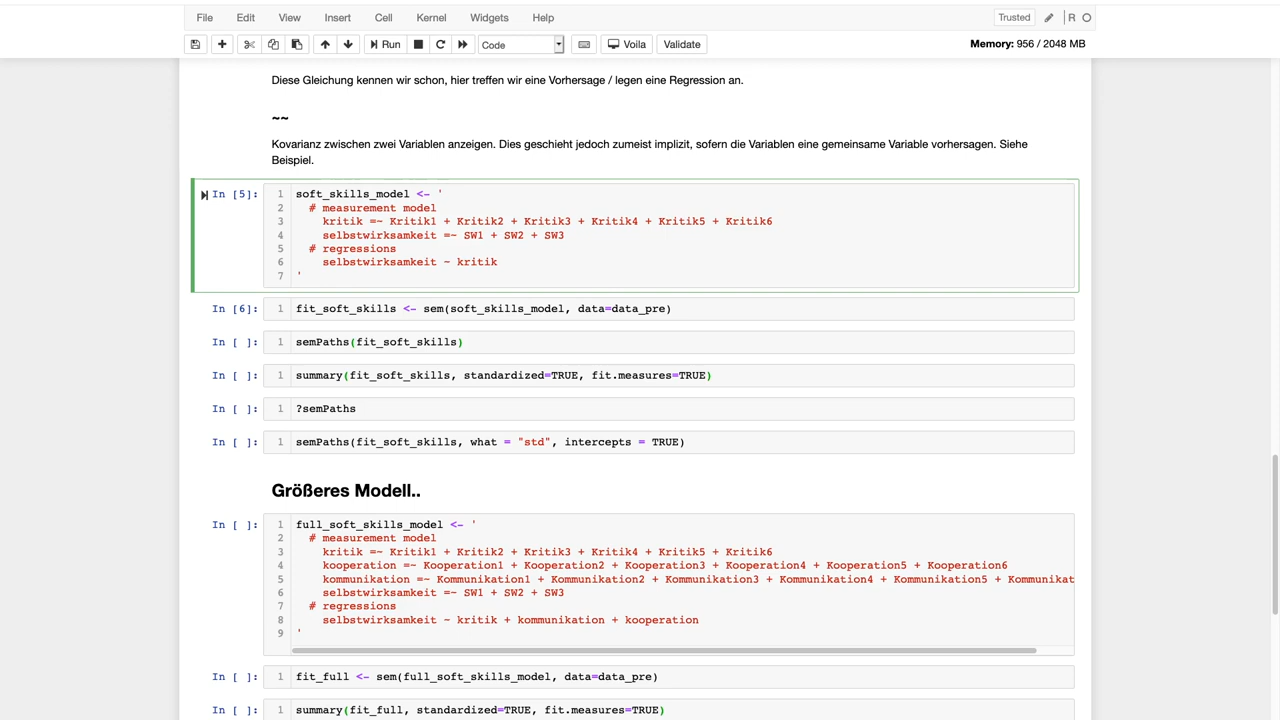 File Edit View Insert Cell Kernel Widgets Help Trusted R
Run Code Voila Validate Memory: 956 / 2048 MB
Diese Gleichung kennen wir schon, hier treffen wir eine Vorhersage / legen eine Regression an.
~~
Kovarianz zwischen zwei Variablen anzeigen. Dies geschieht jedoch zumeist implizit, sofern die Variablen eine gemeinsame Variable vorhersagen. Siehe
Beispiel.
In [5]: 1 soft_skills_model <- '
2 # measurement model
3 kritik =~ Kritik1 + Kritik2 + Kritik3 + Kritik4 + Kritik5 + Kritik6
4 selbstwirksamkeit =~ SW1 + SW2 + SW3
5 # regressions
6 selbstwirksamkeit ~ kritik
7 '
In [6]: 1 fit_soft_skills <- sem(soft_skills_model, data=data_pre)
In [ ]: 1 semPaths(fit_soft_skills)
In [ ]: 1 summary(fit_soft_skills, standardized=TRUE, fit.measures=TRUE)
In [ ]: 1 ?semPaths
In [ ]: 1 semPaths(fit_soft_skills, what = "std", intercepts = TRUE)
Größeres Modell..
In [ ]: 1 full_soft_skills_model <- '
2 # measurement model
3 kritik =~ Kritik1 + Kritik2 + Kritik3 + Kritik4 + Kritik5 + Kritik6
4 kooperation =~ Kooperation1 + Kooperation2 + Kooperation3 + Kooperation4 + Kooperation5 + Kooperation6
5 kommunikation =~ Kommunikation1 + Kommunikation2 + Kommunikation3 + Kommunikation4 + Kommunikation5 + Kommunikat
6 selbstwirksamkeit =~ SW1 + SW2 + SW3
7 # regressions
8 selbstwirksamkeit ~ kritik + kommunikation + kooperation
9 '
In [ ]: 1 fit_full <- sem(full_soft_skills_model, data=data_pre)
In [ ]: 1 summary(fit_full, standardized=TRUE, fit.measures=TRUE)